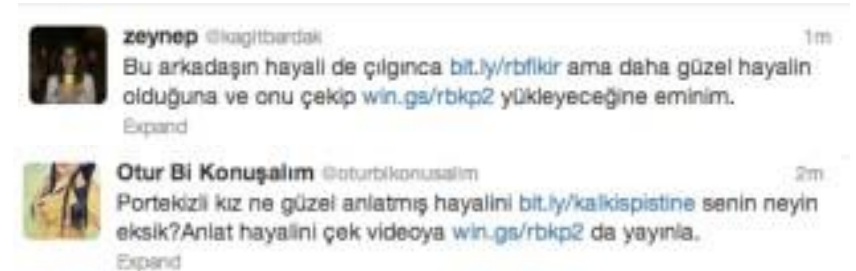 zeynep @kagitbardak 1m
Bu arkadaşın hayali de çılgınca bit.ly/rbfikir ama daha güzel hayalin
olduğuna ve onu çekip win.gs/rbkp2 yükleyeceğine eminim.
Expand
Otur Bi Konuşalım @oturbikonusalim 2m
Portekizli kız ne güzel anlatmış hayalini bit.ly/kalkispistine senin neyin
eksik?Anlat hayalini çek videoya win.gs/rbkp2 da yayınla.
Expand